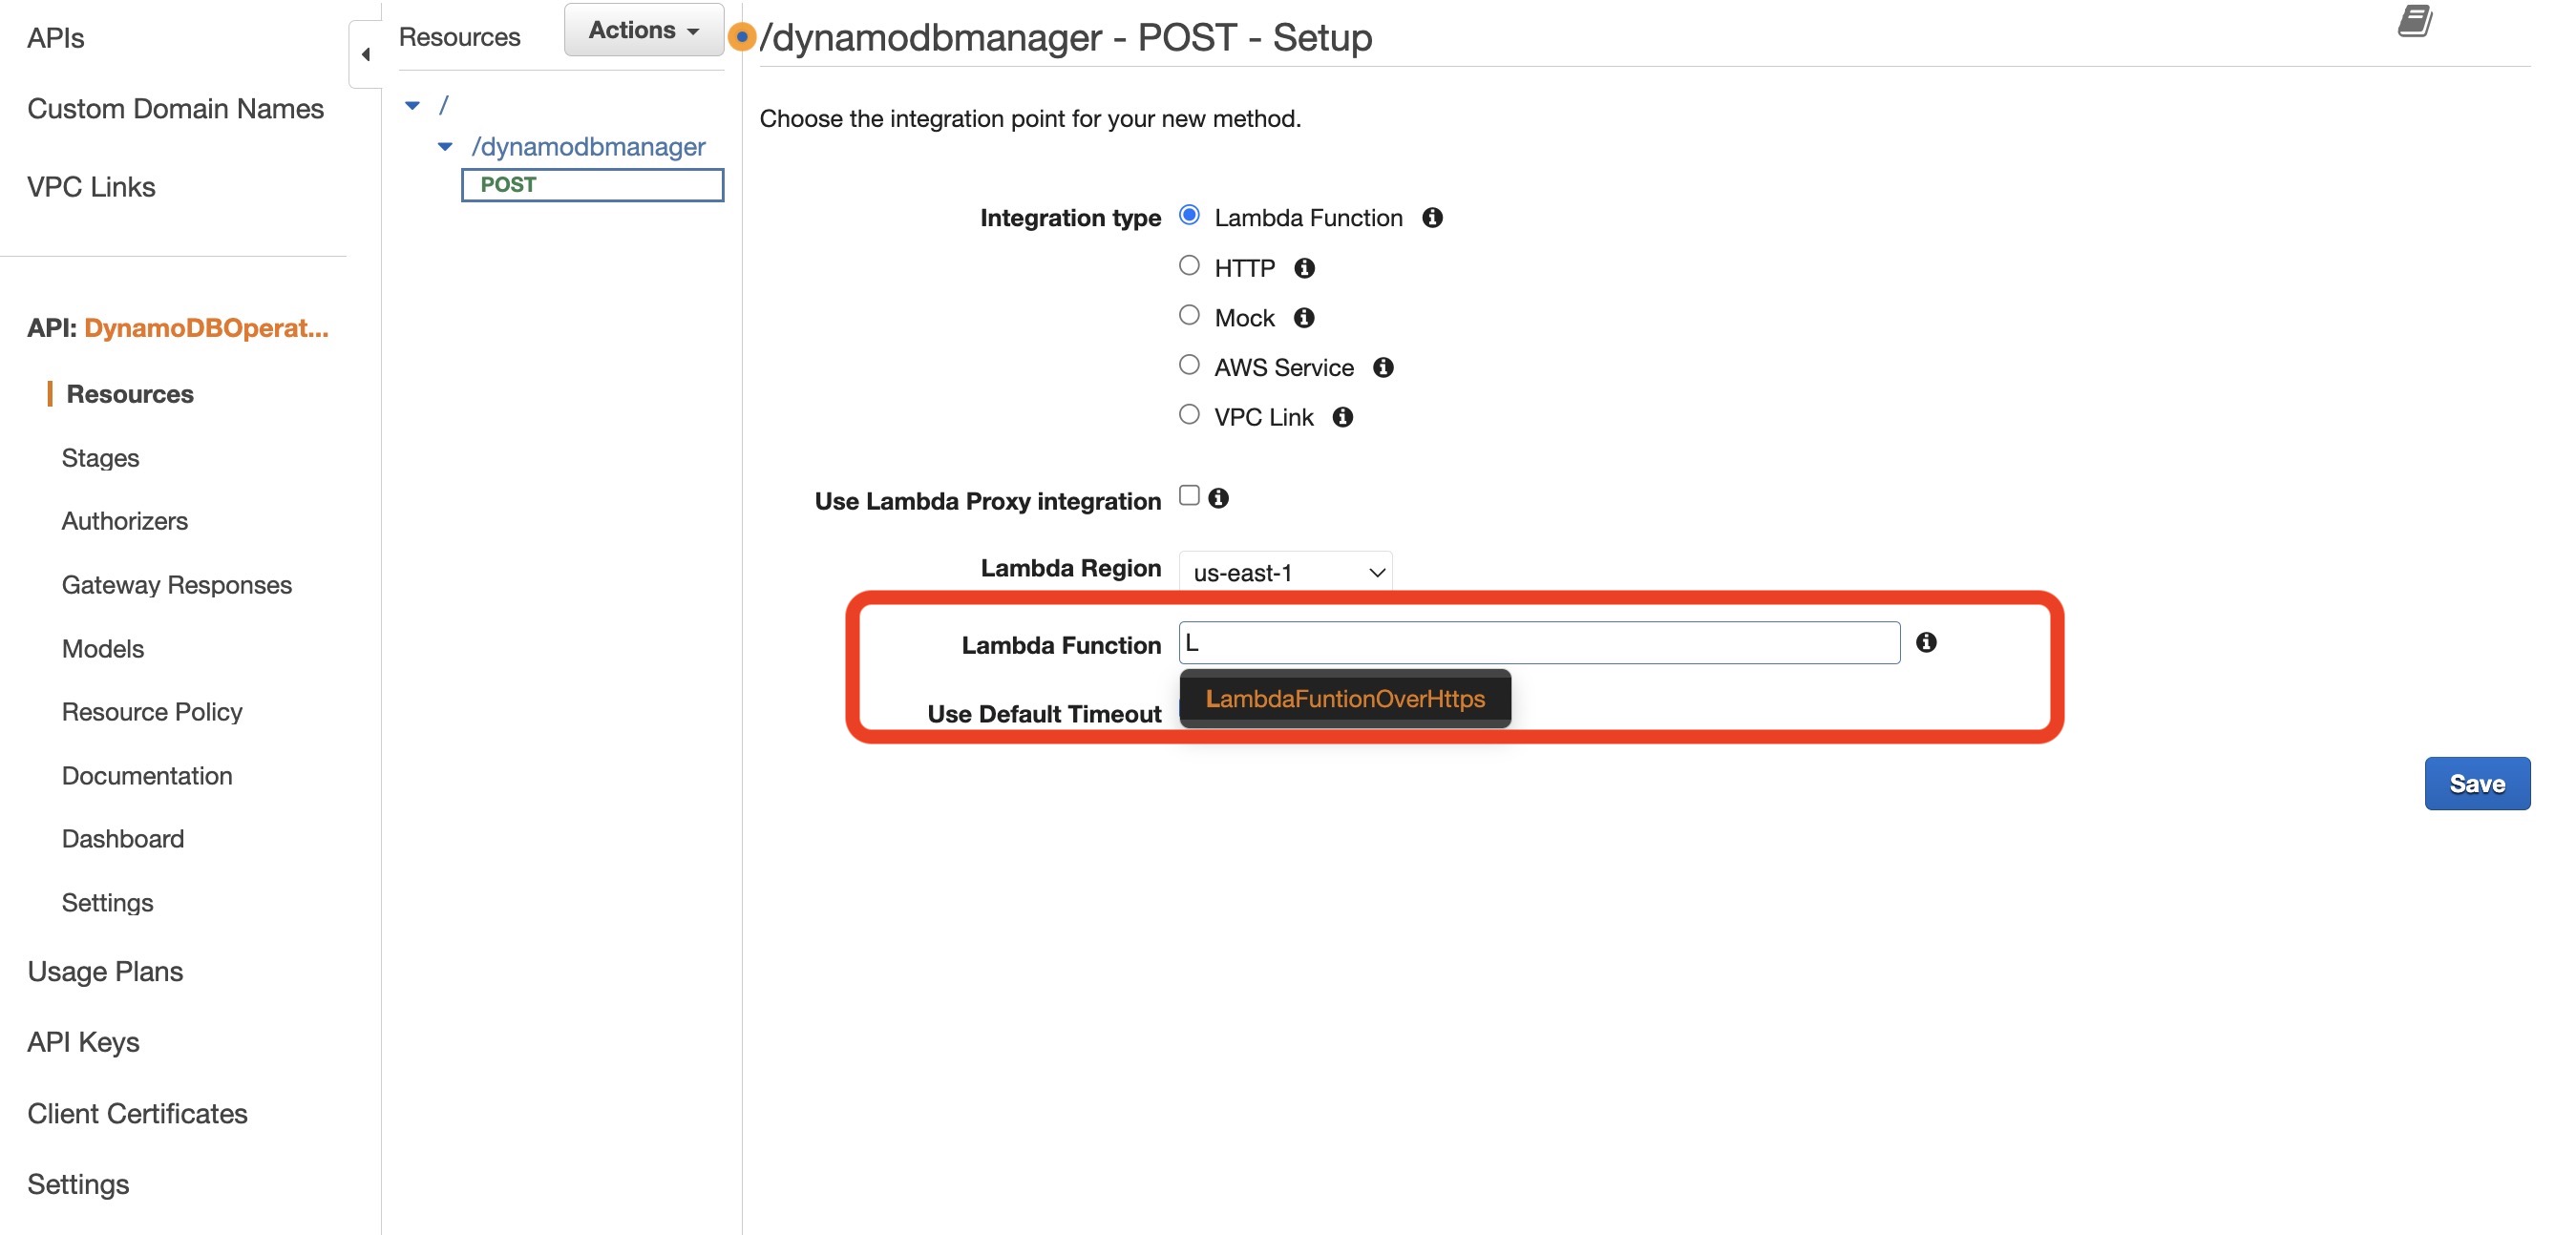 APIs
Custom Domain Names
VPC Links
API: DynamoDBOperat...
Resources
Stages
Authorizers
Gateway Responses
Models
Resource Policy
Documentation
Dashboard
Settings
Usage Plans
API Keys
Client Certificates
Settings
Resources
Actions
/
/dynamodbmanager
POST
/dynamodbmanager - POST - Setup
Choose the integration point for your new method.
Integration type Lambda Function
HTTP
Mock
AWS Service
VPC Link
Use Lambda Proxy integration
Lambda Region us-east-1
Lambda Function L
LambdaFuntionOverHttps
Use Default Timeout
Save